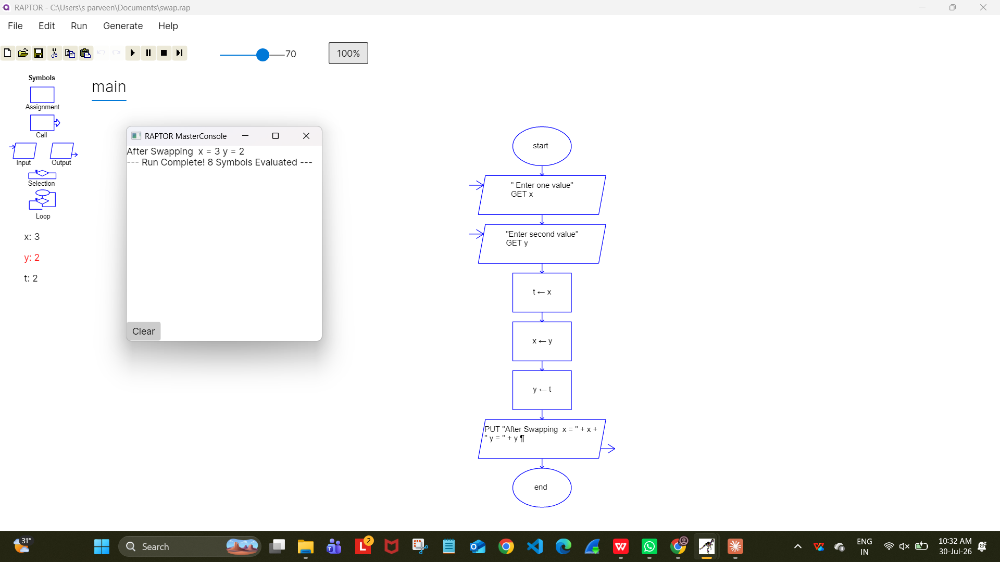 RAPTOR - C:\Users\s parveen\Documents\swap.rap
File Edit Run Generate Help
70
100%
Symbols
Assignment
Call
Input Output
Selection
Loop
x: 3
y: 2
t: 2
main
RAPTOR MasterConsole
After Swapping  x = 3 y = 2
--- Run Complete! 8 Symbols Evaluated ---
Clear
start
" Enter one value"
GET x
"Enter second value"
GET y
t ← x
x ← y
y ← t
PUT "After Swapping  x = " + x +
" y = " + y ¶
end
31°
Search
2
ENG
IN
10:32 AM
30-Jul-26